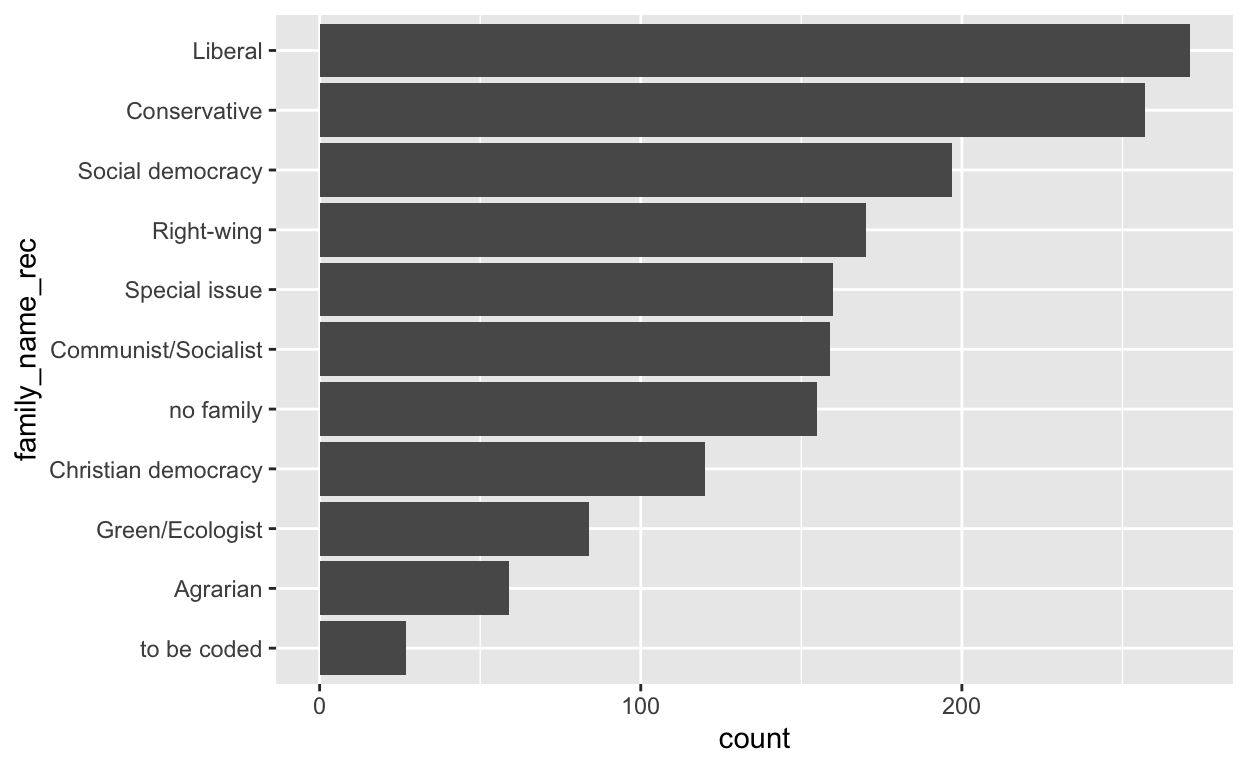 Liberal
Conservative
Social democracy
Right-wing
Special issue
Communist/Socialist
no family
Christian democracy
Green/Ecologist
Agrarian
to be coded
family_name_rec
0 100 200
count